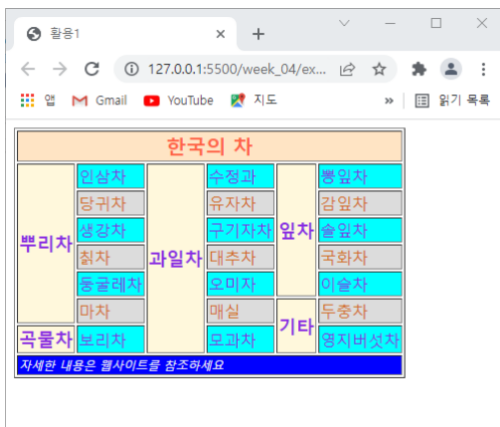 활용1
127.0.0.1:5500/week_04/ex...
앱 Gmail YouTube 지도 » 읽기 목록
한국의 차
뿌리차 인삼차 과일차 수정과 잎차 뽕잎차
당귀차 유자차 감잎차
생강차 구기자차 솔잎차
칡차 대추차 국화차
둥굴레차 오미자 이슬차
마차 매실 기타 두충차
곡물차 보리차 모과차 영지버섯차
자세한 내용은 웹사이트를 참조하세요